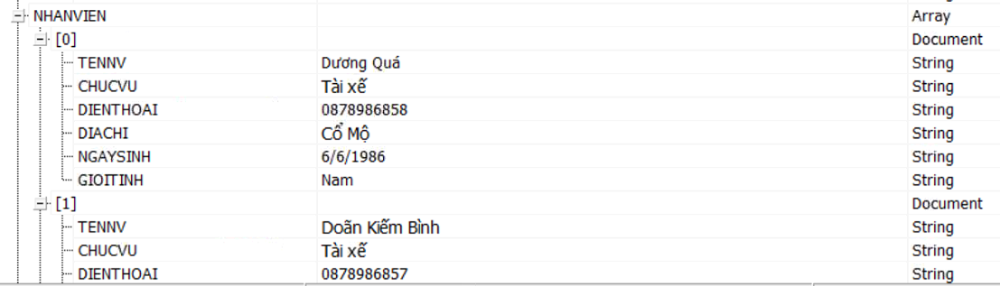 NHANVIEN Array
[0] Document
TENNV Dương Quá String
CHUCVU Tài xế String
DIENTHOAI 0878986858 String
DIACHI Cổ Mộ String
NGAYSINH 6/6/1986 String
GIOITINH Nam String
[1] Document
TENNV Doãn Kiếm Bình String
CHUCVU Tài xế String
DIENTHOAI 0878986857 String